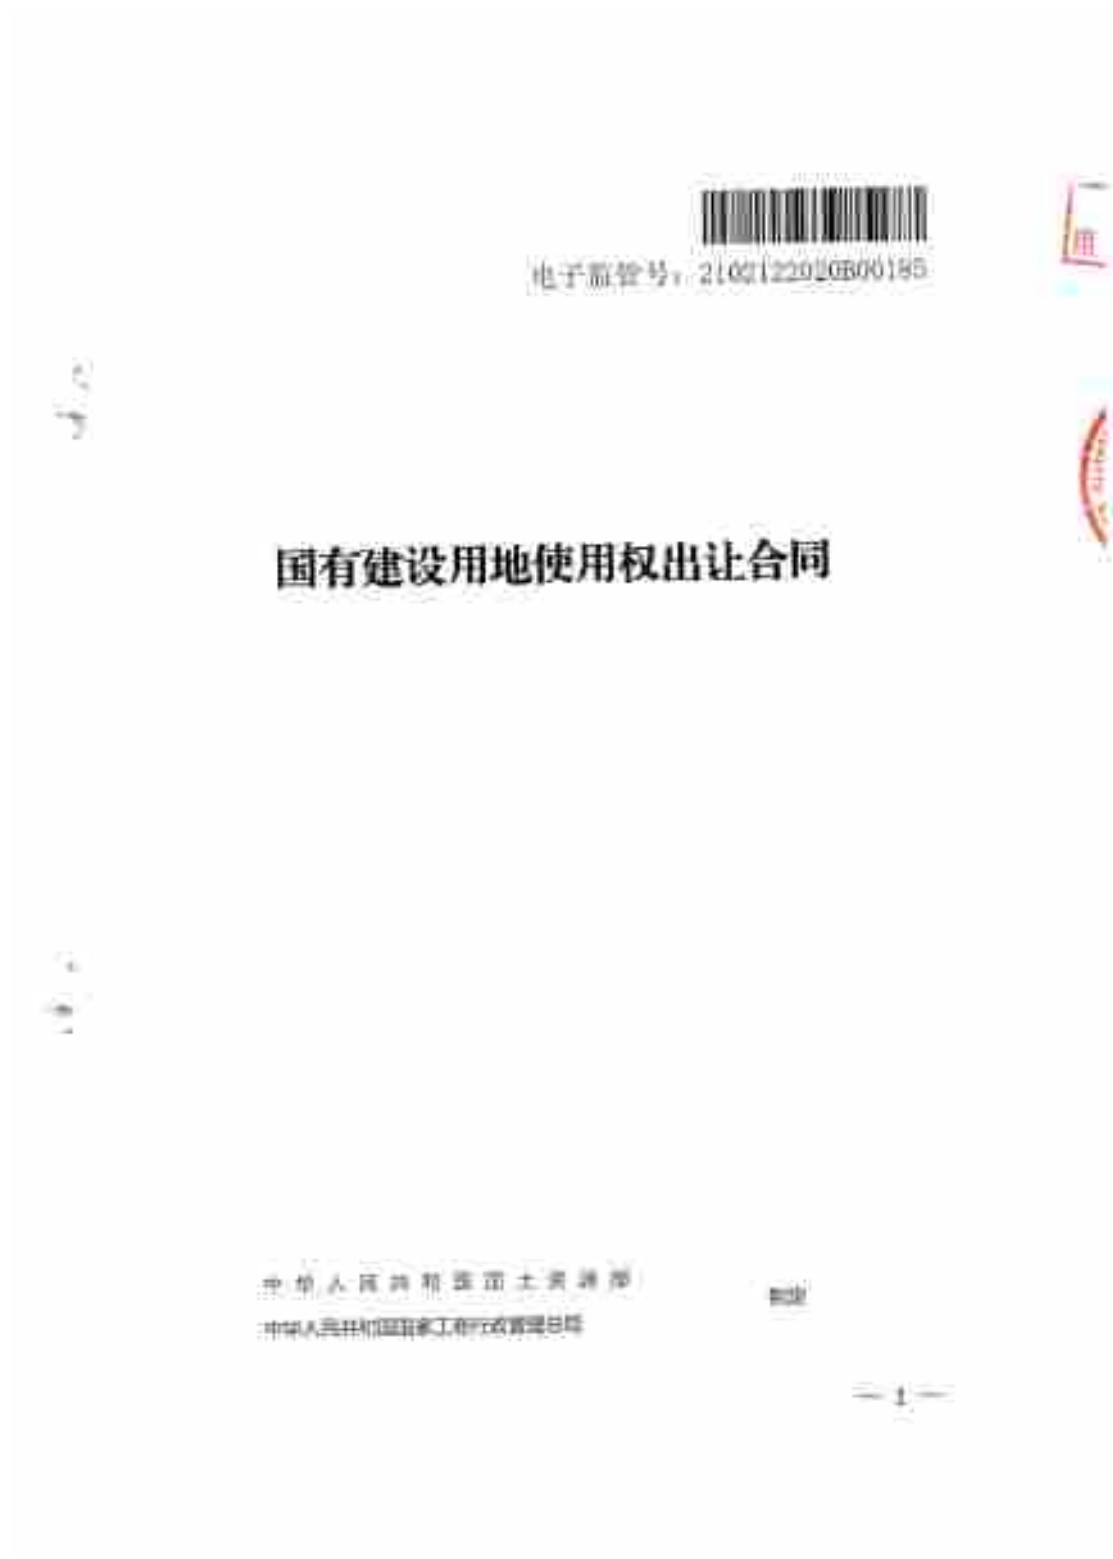 电子监管号：2102122020B00185
国有建设用地使用权出让合同
中华人民共和国国土资源部
制定
中华人民共和国国家工商行政管理总局
— 1 —